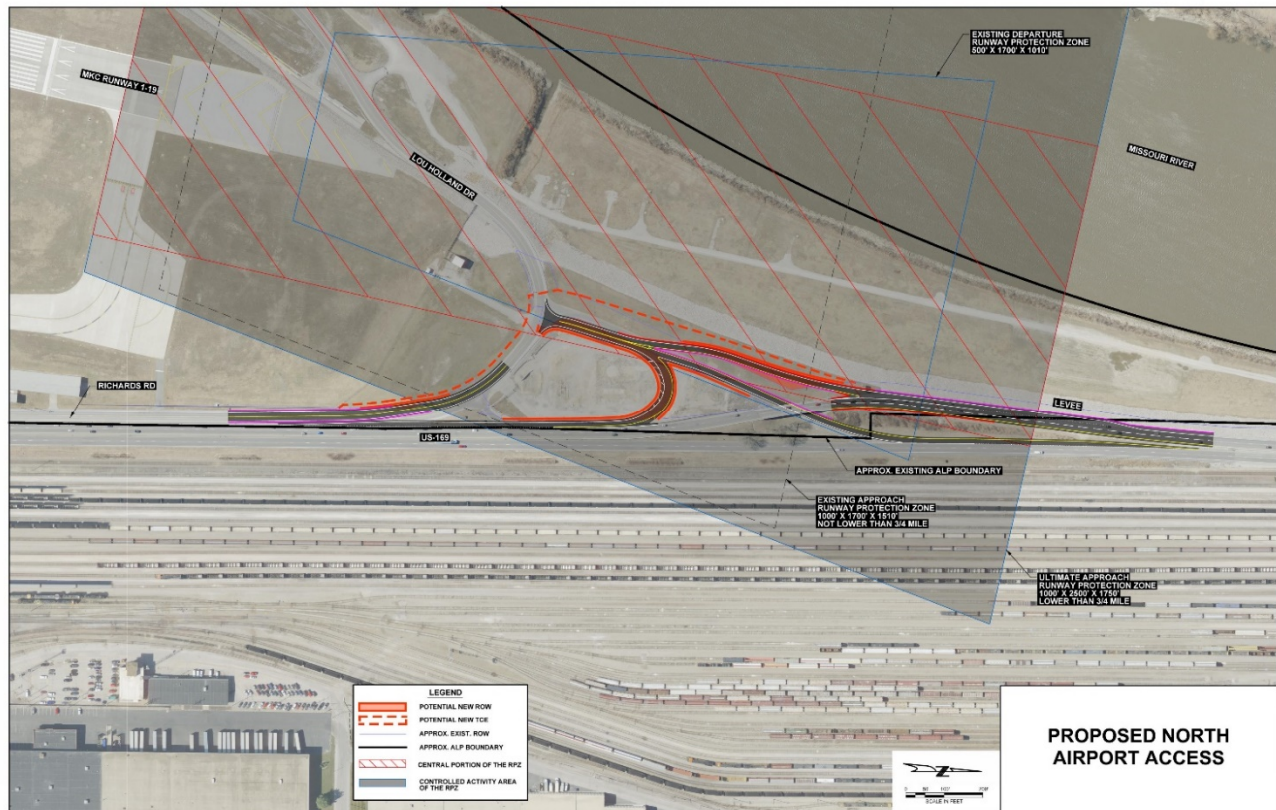 EXISTING DEPARTURE
RUNWAY PROTECTION ZONE
500' X 1700' X 1010'
MKC RUNWAY 1-19
MISSOURI RIVER
LOU HOLLAND DR
RICHARDS RD
LEVEE
US-169
APPROX. EXISTING ALP BOUNDARY
EXISTING APPROACH
RUNWAY PROTECTION ZONE
1000' X 1700' X 1510'
NOT LOWER THAN 3/4 MILE
ULTIMATE APPROACH
RUNWAY PROTECTION ZONE
1000' X 2500' X 1750'
LOWER THAN 3/4 MILE
LEGEND
POTENTIAL NEW ROW
POTENTIAL NEW TCE
APPROX. EXIST. ROW
APPROX. ALP BOUNDARY
CENTRAL PORTION OF THE RPZ
CONTROLLED ACTIVITY AREA
OF THE RPZ
PROPOSED NORTH
AIRPORT ACCESS
0 50' 100' 200'
SCALE IN FEET